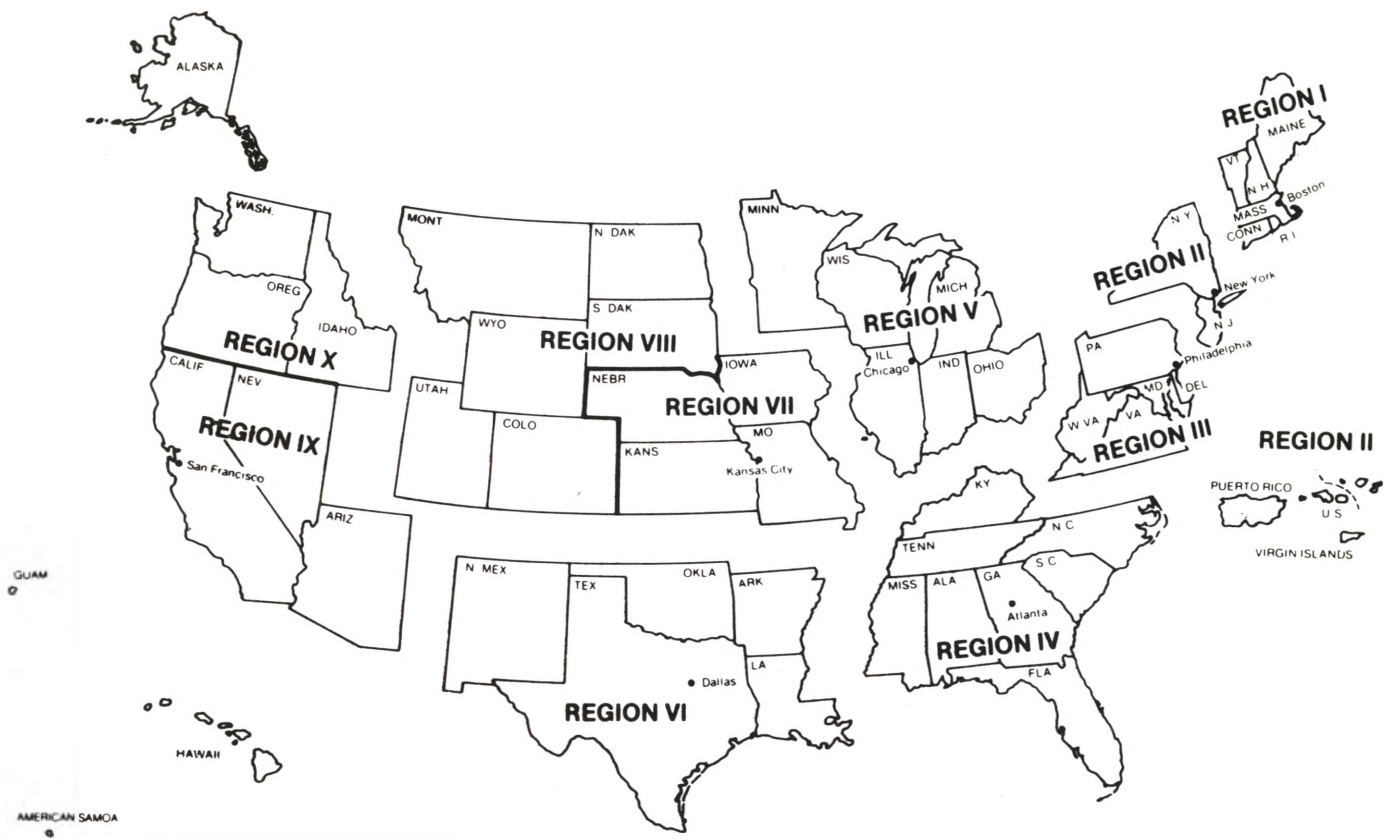 ALASKA
REGION I
MAINE
VT
N H
Boston
MASS
CONN
R I
WASH.
MONT
N DAK
MINN
N Y
REGION II
New York
N J
OREG
IDAHO
REGION X
WYO
S DAK
REGION VIII
WIS
MICH
REGION V
PA
Philadelphia
MD
DEL
W VA
VA
REGION III
CALIF
NEV
REGION IX
San Francisco
UTAH
COLO
NEBR
IOWA
REGION VII
KANS
MO
Kansas City
ILL
Chicago
IND
OHIO
REGION II
PUERTO RICO
U S
VIRGIN ISLANDS
ARIZ
KY
TENN
N C
S C
GUAM
N MEX
TEX
OKLA
ARK
MISS
ALA
GA
Atlanta
REGION IV
LA
FLA
Dallas
REGION VI
HAWAII
AMERICAN SAMOA